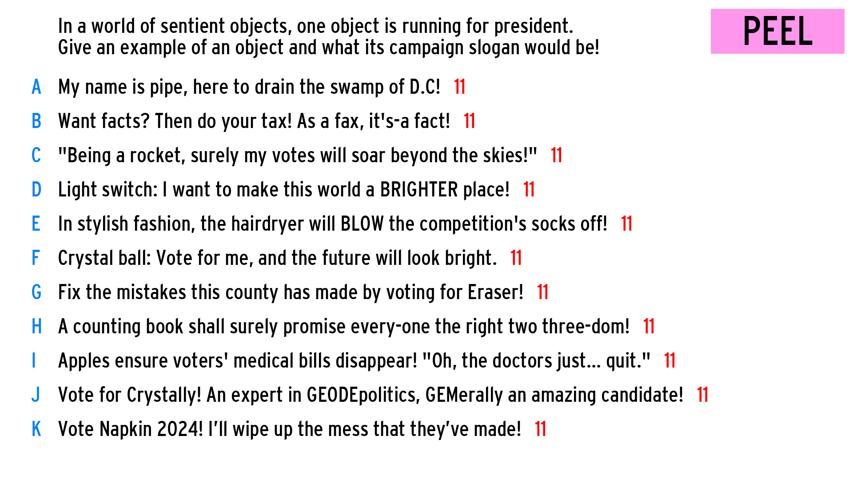 In a world of sentient objects, one object is running for president.
Give an example of an object and what its campaign slogan would be!
PEEL
A My name is pipe, here to drain the swamp of D.C! 11
B Want facts? Then do your tax! As a fax, it's-a fact! 11
C "Being a rocket, surely my votes will soar beyond the skies!" 11
D Light switch: I want to make this world a BRIGHTER place! 11
E In stylish fashion, the hairdryer will BLOW the competition's socks off! 11
F Crystal ball: Vote for me, and the future will look bright. 11
G Fix the mistakes this county has made by voting for Eraser! 11
H A counting book shall surely promise every-one the right two three-dom! 11
I Apples ensure voters' medical bills disappear! "Oh, the doctors just... quit." 11
J Vote for Crystally! An expert in GEODEpolitics, GEMerally an amazing candidate! 11
K Vote Napkin 2024! I’ll wipe up the mess that they’ve made! 11